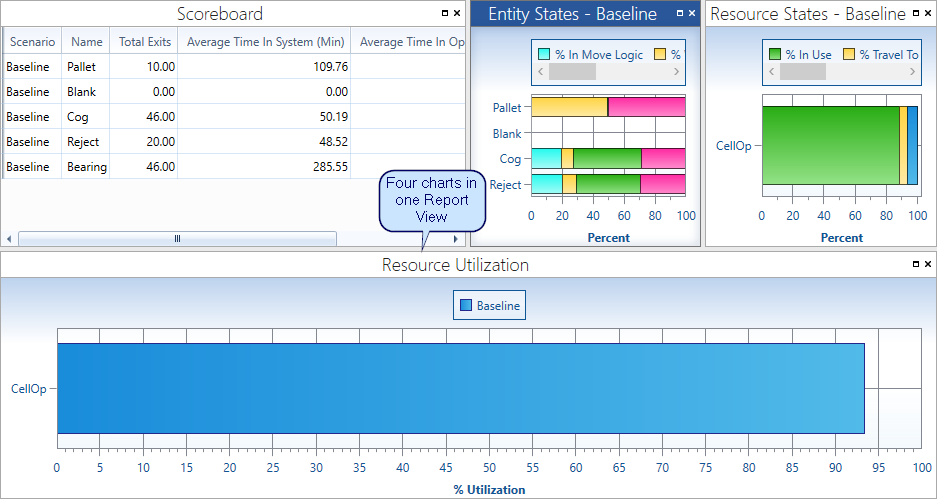 Scoreboard
Scenario Name Total Exits Average Time In System (Min) Average Time In Op
Baseline Pallet 10.00 109.76
Baseline Blank 0.00 0.00
Baseline Cog 46.00 50.19
Baseline Reject 20.00 48.52
Baseline Bearing 46.00 285.55
Four charts in
one Report
View
Entity States - Baseline
% In Move Logic %
Pallet
Blank
Cog
Reject
0 20 40 60 80 100
Percent
Resource States - Baseline
% In Use % Travel To
CellOp
0 20 40 60 80 100
Percent
Resource Utilization
Baseline
CellOp
0 5 10 15 20 25 30 35 40 45 50 55 60 65 70 75 80 85 90 95 100
% Utilization